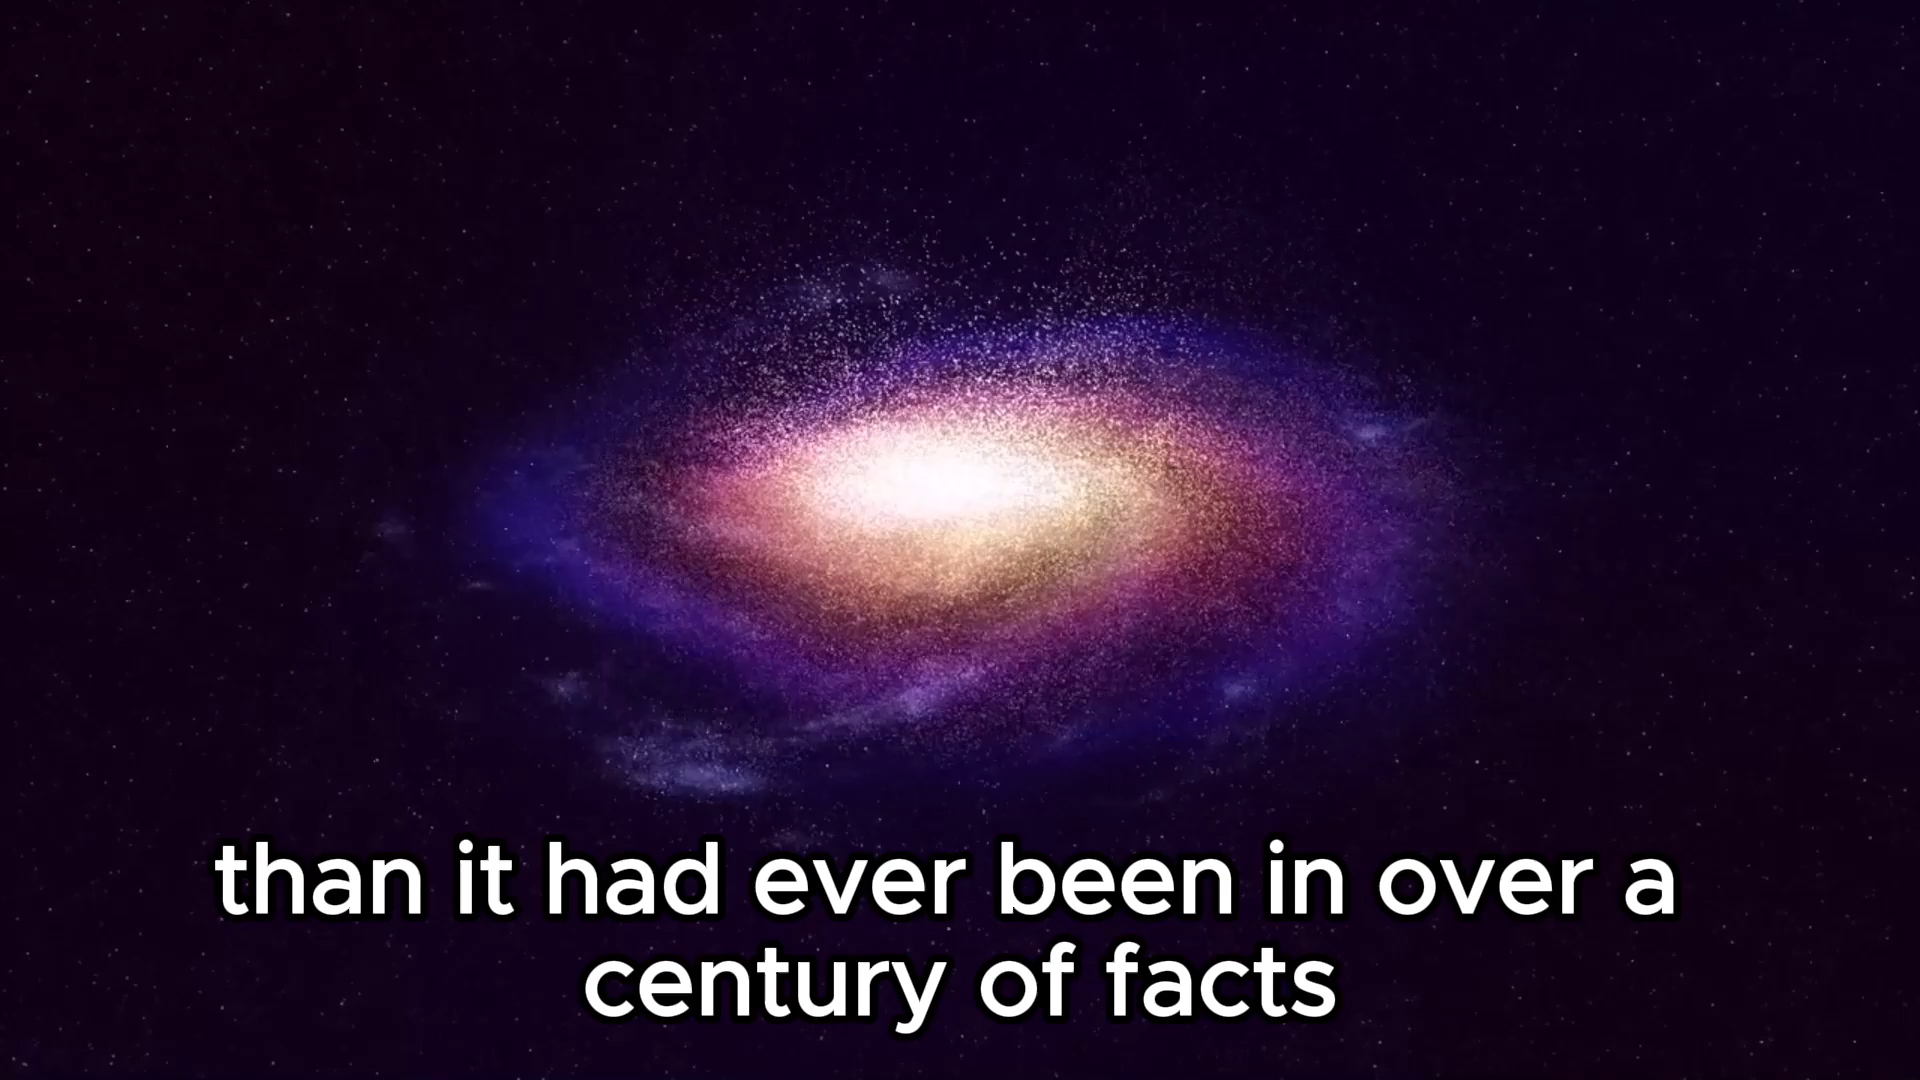 than it had ever been in over a
century of facts